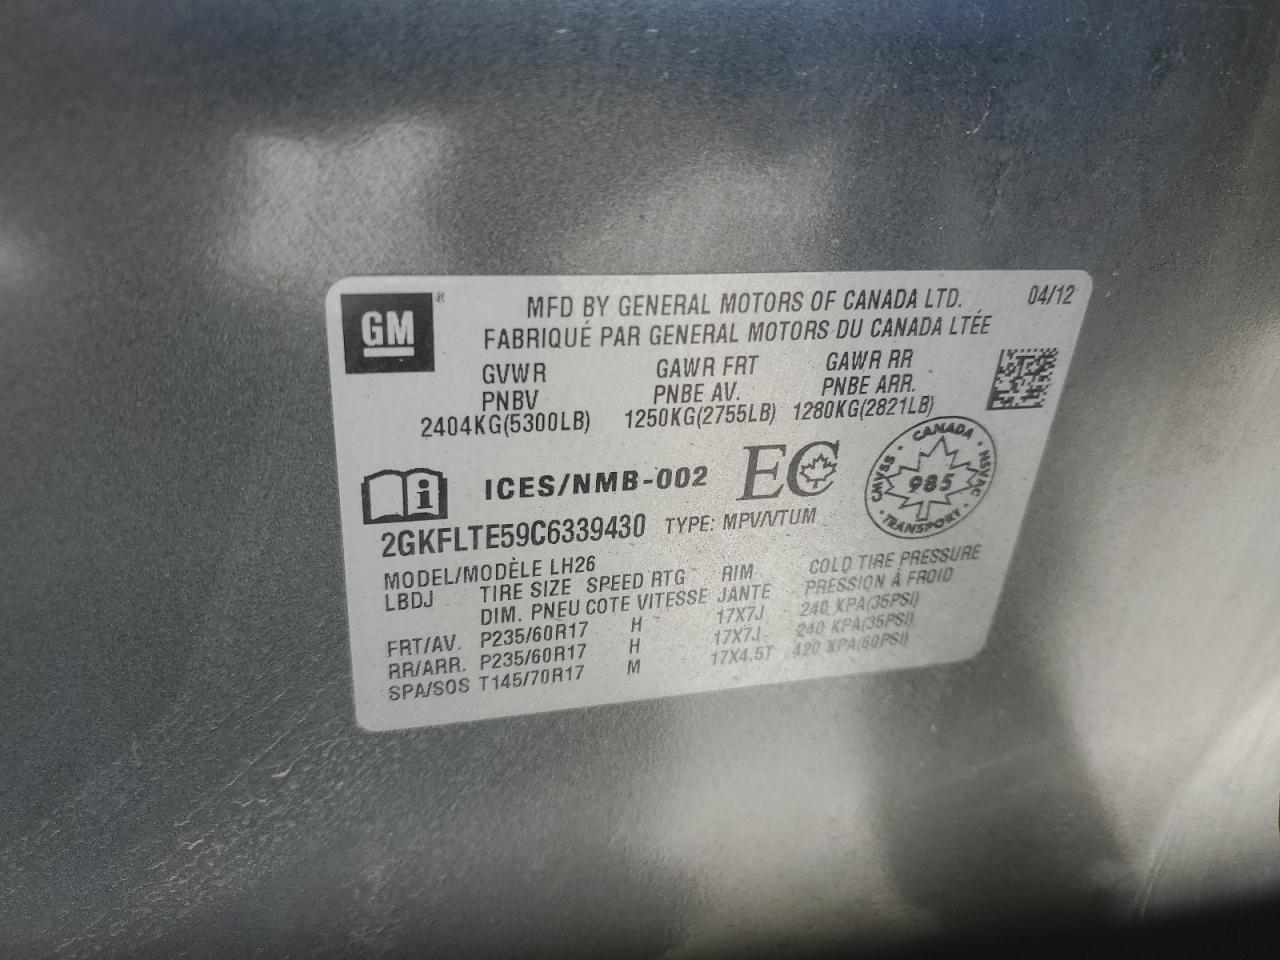 GM ®
MFD BY GENERAL MOTORS OF CANADA LTD. 04/12
FABRIQUÉ PAR GENERAL MOTORS DU CANADA LTÉE
GVWR GAWR FRT GAWR RR
PNBV PNBE AV. PNBE ARR.
2404KG(5300LB) 1250KG(2755LB) 1280KG(2821LB)
i ICES/NMB-002 EC
CANADA
CMVSS 985 NSVAC
TRANSPORT
2GKFLTE59C6339430 TYPE: MPV/VTUM
MODEL/MODÈLE LH26
LBDJ TIRE SIZE SPEED RTG RIM COLD TIRE PRESSURE
DIM. PNEU COTE VITESSE JANTE PRESSION À FROID
FRT/AV. P235/60R17 H 17X7J 240 KPA(35PSI)
RR/ARR. P235/60R17 H 17X7J 240 KPA(35PSI)
SPA/SOS T145/70R17 M 17X4.5T 420 KPA(60PSI)